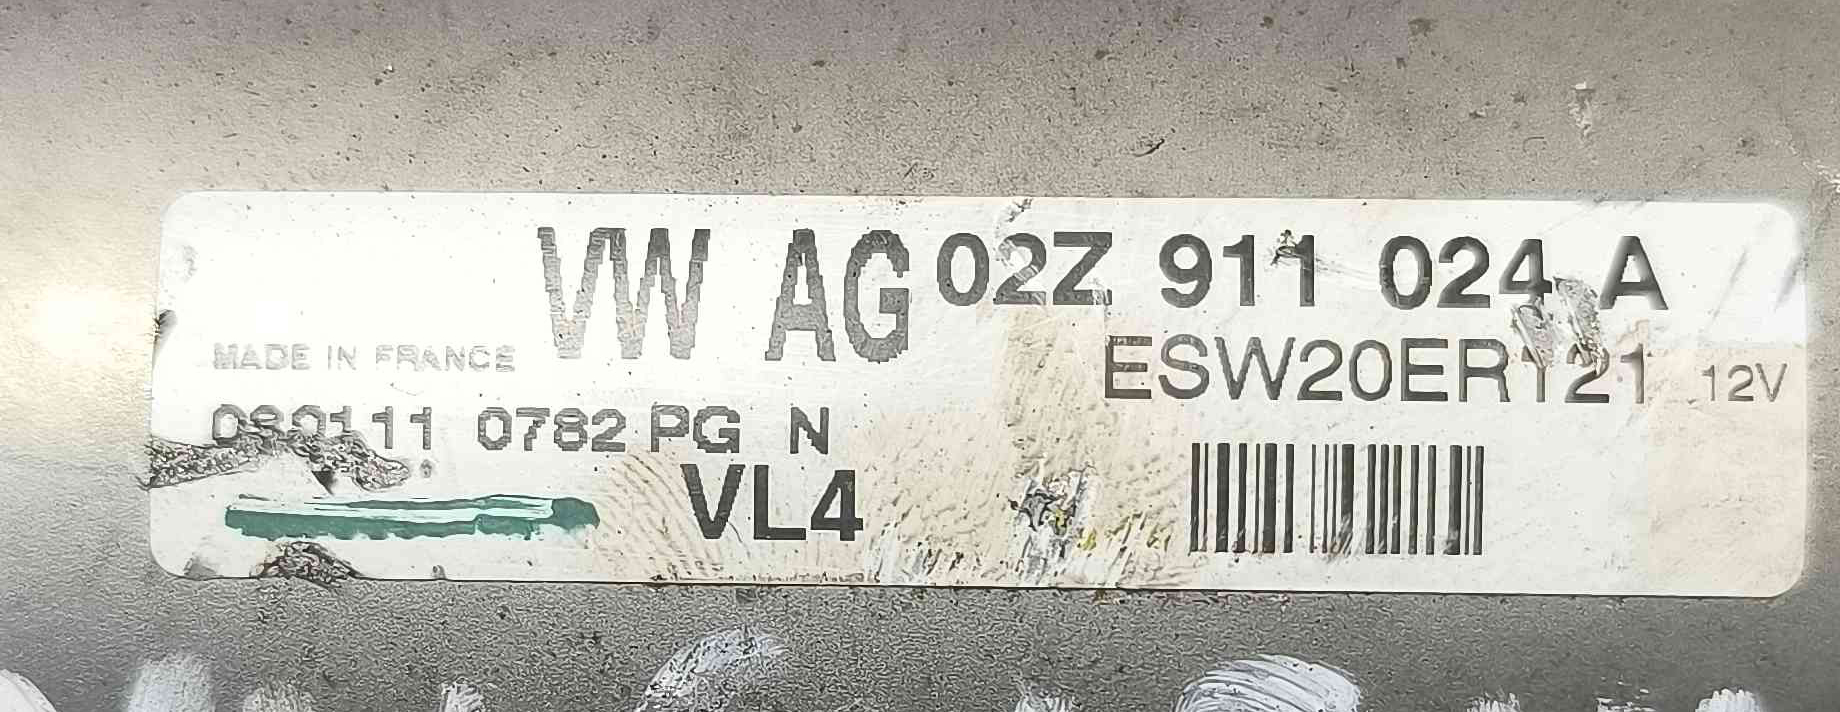 VW AG 02Z 911 024 A
MADE IN FRANCE ESW20ER121 12V
0782 PG N
VL4